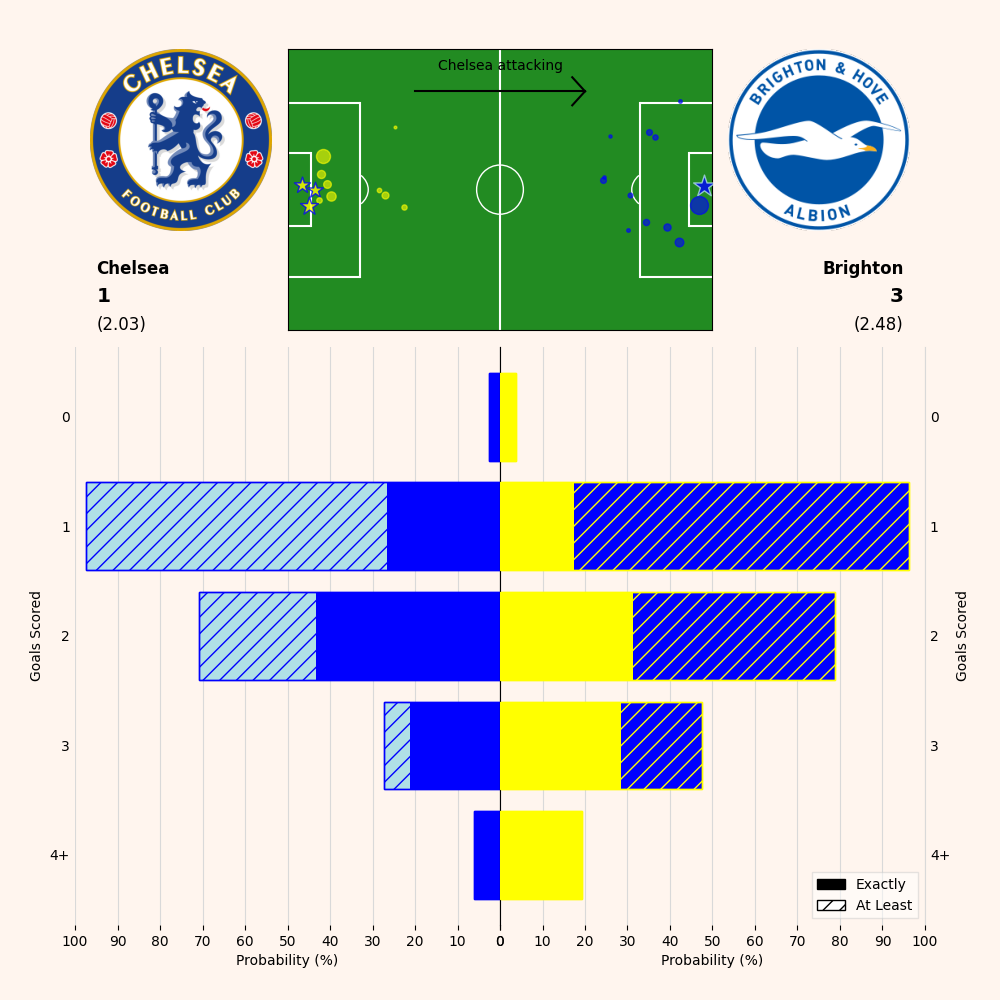 CHELSEA
FOOTBALL CLUB
Chelsea attacking
BRIGHTON & HOVE
ALBION
Chelsea
1
(2.03)
Brighton
3
(2.48)
0
0
1
1
2
2
3
3
4+
4+
Goals Scored
Goals Scored
Exactly
At Least
100 90 80 70 60 50 40 30 20 10 0
0 10 20 30 40 50 60 70 80 90 100
Probability (%)
Probability (%)